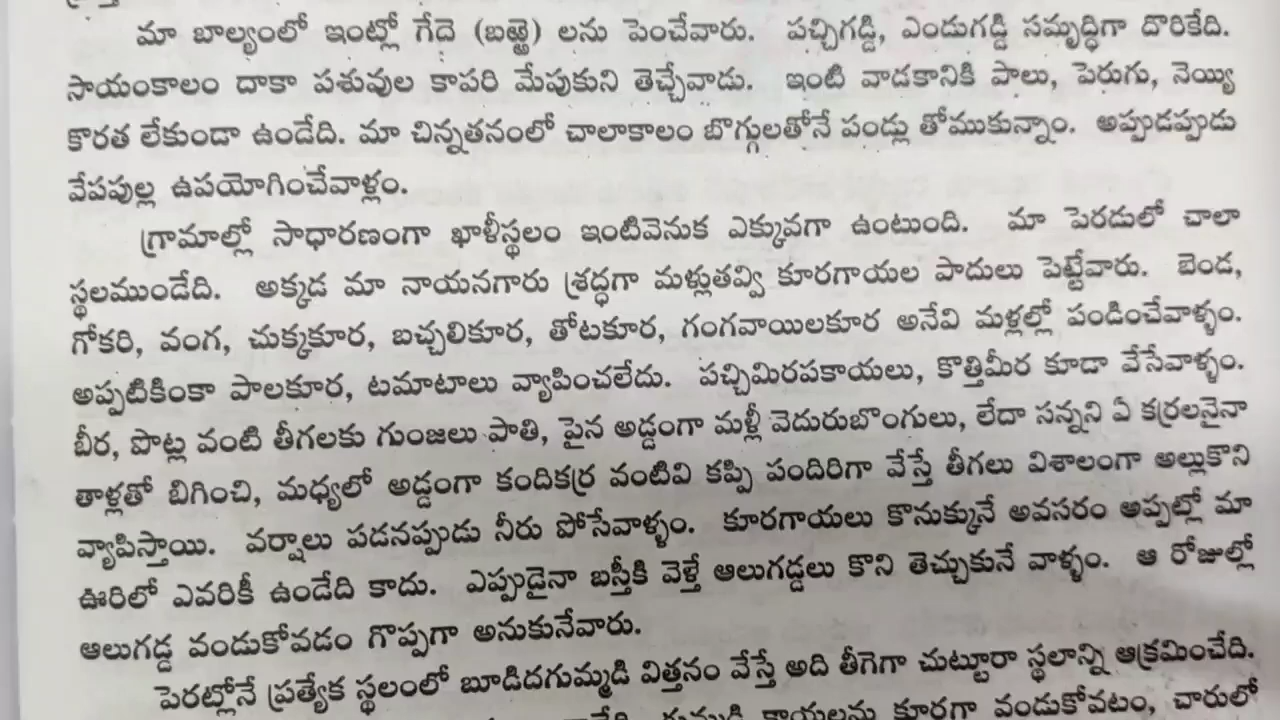 మా బాల్యంలో ఇంట్లో గేదె (బఱ్ఱె) లను పెంచేవారు. పచ్చిగడ్డి, ఎండుగడ్డి సమృద్ధిగా దొరికేది.
సాయంకాలం దాకా పశువుల కాపరి మేపుకుని తెచ్చేవాడు. ఇంటి వాడకానికి పాలు, పెరుగు, నెయ్యి
కొరత లేకుండా ఉండేది. మా చిన్నతనంలో చాలాకాలం బొగ్గులతోనే పండ్లు తోముకున్నాం. అప్పుడప్పుడు
వేపపుల్ల ఉపయోగించేవాళ్లం.
గ్రామాల్లో సాధారణంగా ఖాళీస్థలం ఇంటివెనుక ఎక్కువగా ఉంటుంది. మా పెరడులో చాలా
స్థలముండేది. అక్కడ మా నాయనగారు శ్రద్ధగా మళ్లుతవ్వి కూరగాయల పాదులు పెట్టేవారు. బెండ,
గోకరి, వంగ, చుక్కకూర, బచ్చలికూర, తోటకూర, గంగవాయిలకూర అనేవి మళ్లల్లో పండించేవాళ్ళం.
అప్పటికింకా పాలకూర, టమాటాలు వ్యాపించలేదు. పచ్చిమిరపకాయలు, కొత్తిమీర కూడా వేసేవాళ్ళం.
బీర, పొట్ల వంటి తీగలకు గుంజలు పాతి, పైన అడ్డంగా మళ్లీ వెదురుబొంగులు, లేదా సన్నని ఏ కర్రలనైనా
తాళ్లతో బిగించి, మధ్యలో అడ్డంగా కందికర్ర వంటివి కప్పి పందిరిగా వేస్తే తీగలు విశాలంగా అల్లుకొని
వ్యాపిస్తాయి. వర్షాలు పడనప్పుడు నీరు పోసేవాళ్ళం. కూరగాయలు కొనుక్కునే అవసరం అప్పట్లో మా
ఊరిలో ఎవరికీ ఉండేది కాదు. ఎప్పుడైనా బస్తీకి వెళ్తే ఆలుగడ్డలు కొని తెచ్చుకునే వాళ్ళం. ఆ రోజుల్లో
ఆలుగడ్డ వండుకోవడం గొప్పగా అనుకునేవారు.
పెరట్లోనే ప్రత్యేక స్థలంలో బూడిదగుమ్మడి విత్తనం వేస్తే అది తీగెగా చుట్టూరా స్థలాన్ని ఆక్రమించేది.
కాయలను కూరగా వండుకోవటం, చారులో